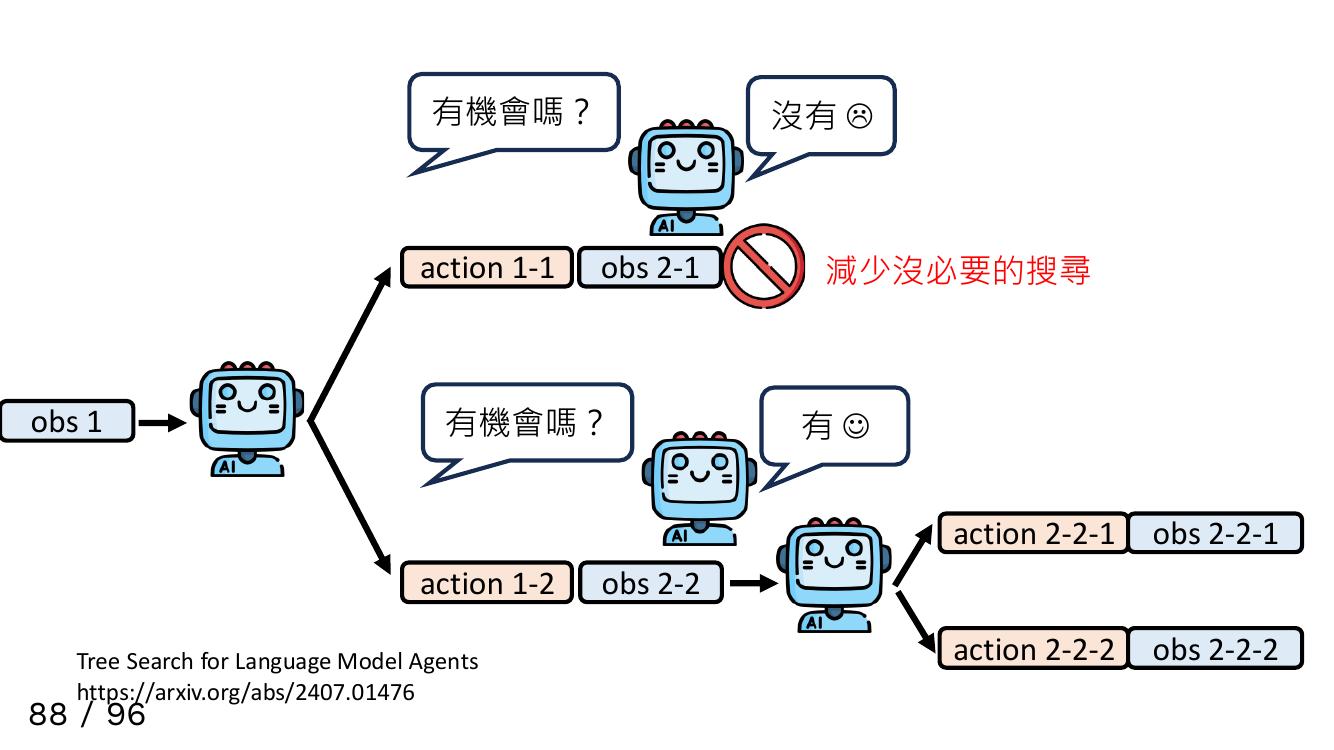 有機會嗎？
沒有 ☹
AI
action 1-1
obs 2-1
減少沒必要的搜尋
obs 1
AI
有機會嗎？
有 ☺
AI
action 1-2
obs 2-2
AI
action 2-2-1
obs 2-2-1
action 2-2-2
obs 2-2-2
Tree Search for Language Model Agents
https://arxiv.org/abs/2407.01476
88 / 96